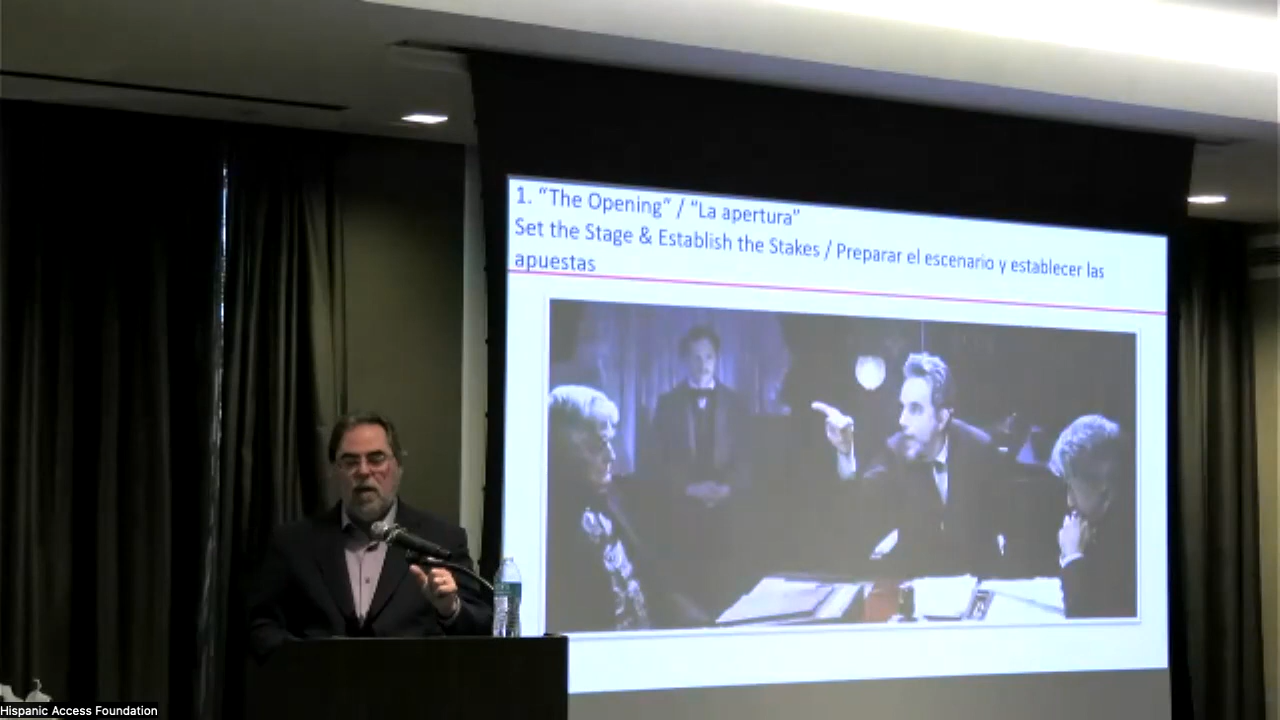 1. “The Opening” / “La apertura”
Set the Stage & Establish the Stakes / Preparar el escenario y establecer las
apuestas
Hispanic Access Foundation